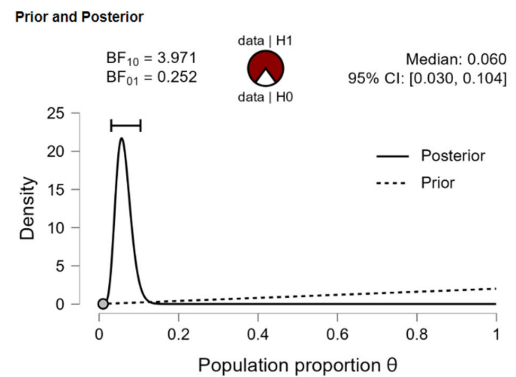 Prior and Posterior
data | H1
BF10 = 3.971
BF01 = 0.252
data | H0
Median: 0.060
95% CI: [0.030, 0.104]
25
20
15
10
5
0
Density
Posterior
Prior
0
0.2
0.4
0.6
0.8
1
Population proportion θ